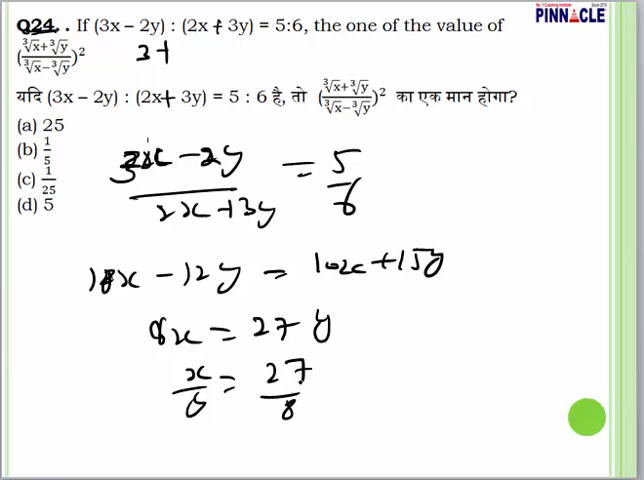 PINNACLE
Q24. . If (3x – 2y) : (2x + 3y) = 5:6, the one of the value of
(∛x+∛y / ∛x−∛y)²
3 +
यदि (3x – 2y) : (2x + 3y) = 5 : 6 है, तो (∛x+∛y / ∛x−∛y)² का एक मान होगा?
(a) 25
(b) 1/5
(c) 1/25
(d) 5
3x – 2y / 2x + 3y = 5/6
18x – 12y = 10x + 15y
8x = 27 y
x/y = 27/8